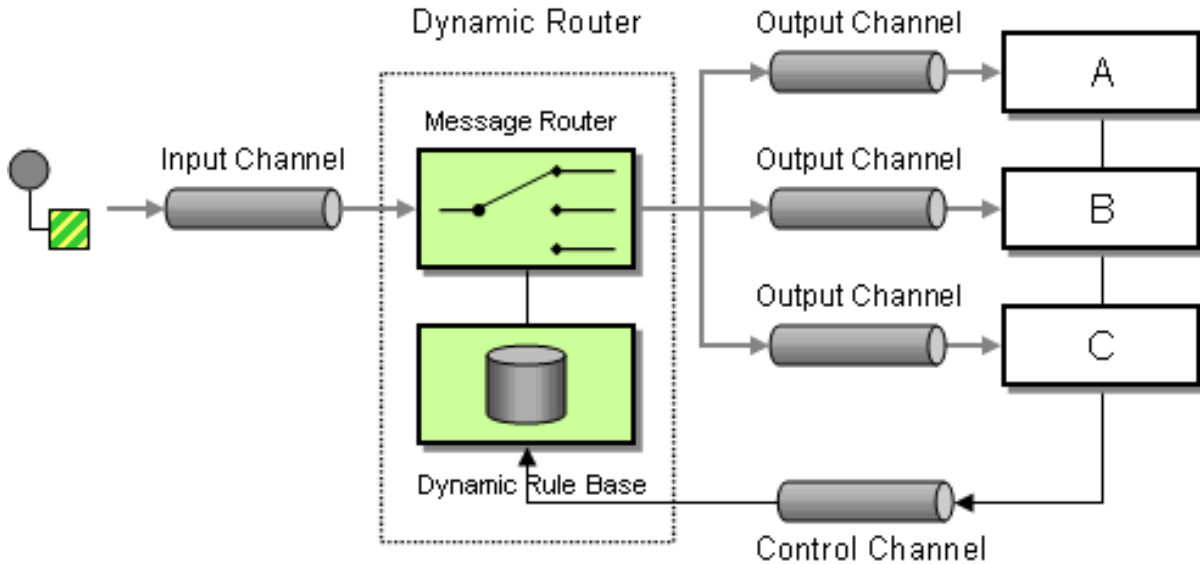 Dynamic Router
Output Channel
A
Message Router
Input Channel
Output Channel
B
Output Channel
C
Dynamic Rule Base
Control Channel